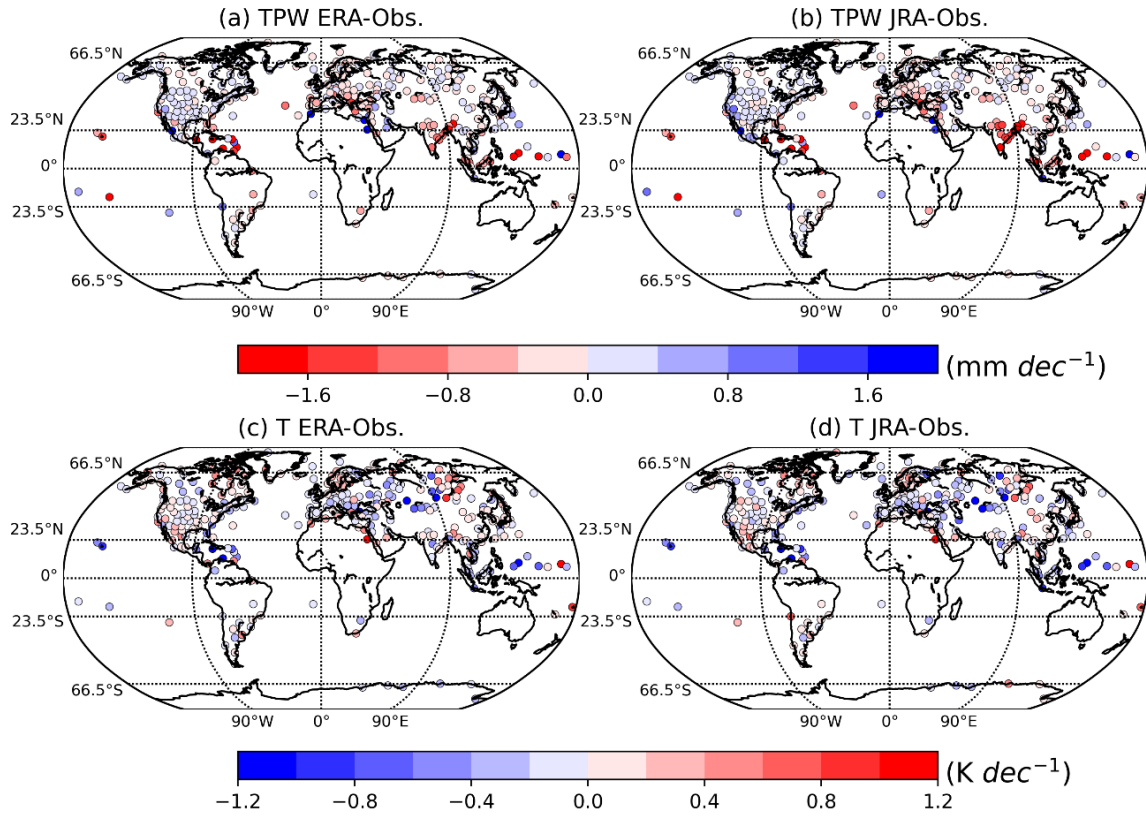 (a) TPW ERA-Obs.
(b) TPW JRA-Obs.
66.5°N
66.5°N
23.5°N
23.5°N
0°
0°
23.5°S
23.5°S
66.5°S
66.5°S
90°W 0° 90°E
90°W 0° 90°E
(mm dec⁻¹)
−1.6 −0.8 0.0 0.8 1.6
(c) T ERA-Obs.
(d) T JRA-Obs.
66.5°N
66.5°N
23.5°N
23.5°N
0°
0°
23.5°S
23.5°S
66.5°S
66.5°S
90°W 0° 90°E
90°W 0° 90°E
(K dec⁻¹)
−1.2 −0.8 −0.4 0.0 0.4 0.8 1.2